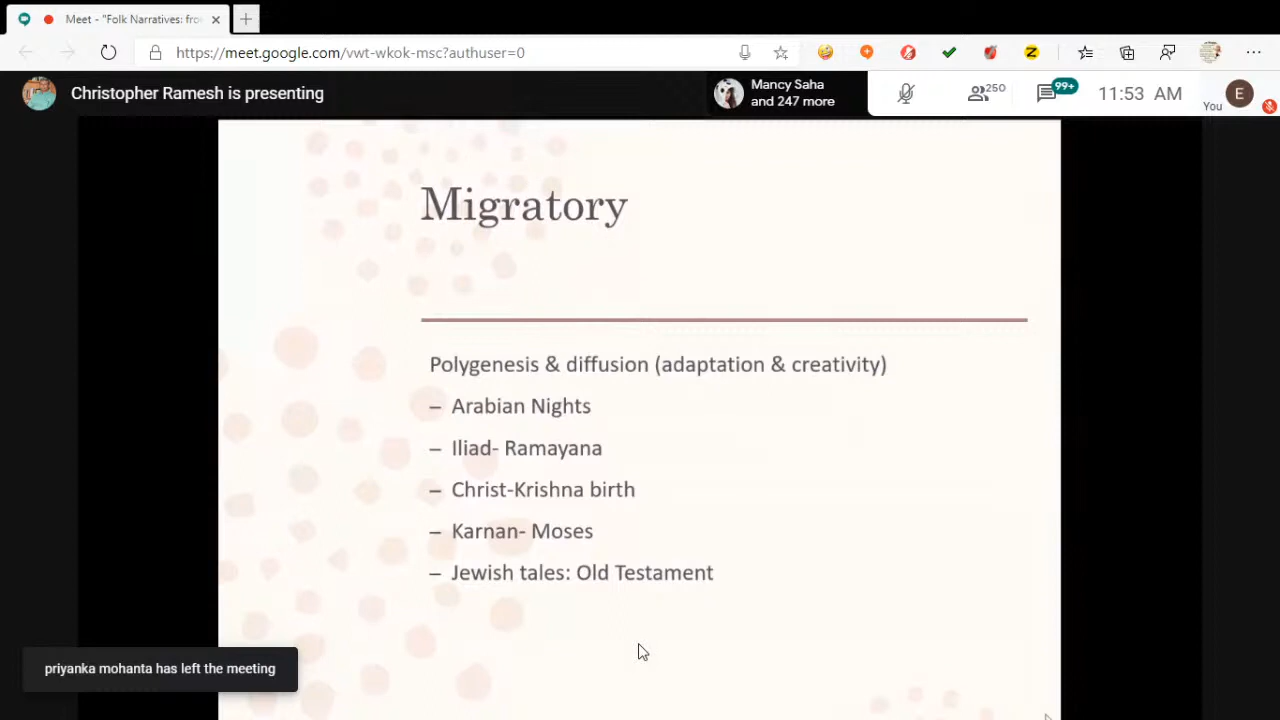 Meet - "Folk Narratives: fro
https://meet.google.com/vwt-wkok-msc?authuser=0
Christopher Ramesh is presenting
Mancy Saha
and 247 more
250
99+
11:53 AM
You
E
Migratory
Polygenesis & diffusion (adaptation & creativity)
– Arabian Nights
– Iliad- Ramayana
– Christ-Krishna birth
– Karnan- Moses
– Jewish tales: Old Testament
priyanka mohanta has left the meeting